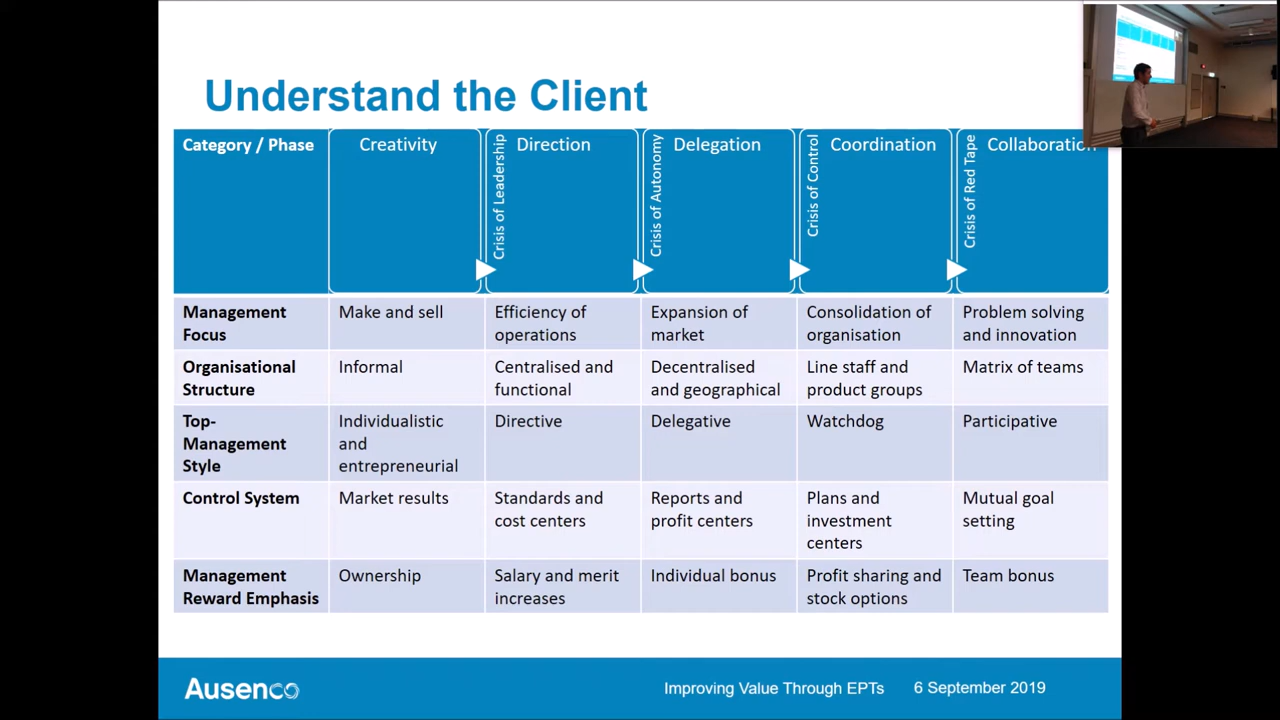 Understand the Client
Category / Phase
Creativity
Crisis of Leadership
Direction
Crisis of Autonomy
Delegation
Crisis of Control
Coordination
Crisis of Red Tape
Collaboration
Management
Focus
Make and sell
Efficiency of
operations
Expansion of
market
Consolidation of
organisation
Problem solving
and innovation
Organisational
Structure
Informal
Centralised and
functional
Decentralised
and geographical
Line staff and
product groups
Matrix of teams
Top-
Management
Style
Individualistic
and
entrepreneurial
Directive
Delegative
Watchdog
Participative
Control System
Market results
Standards and
cost centers
Reports and
profit centers
Plans and
investment
centers
Mutual goal
setting
Management
Reward Emphasis
Ownership
Salary and merit
increases
Individual bonus
Profit sharing and
stock options
Team bonus
Ausenco
Improving Value Through EPTs
6 September 2019